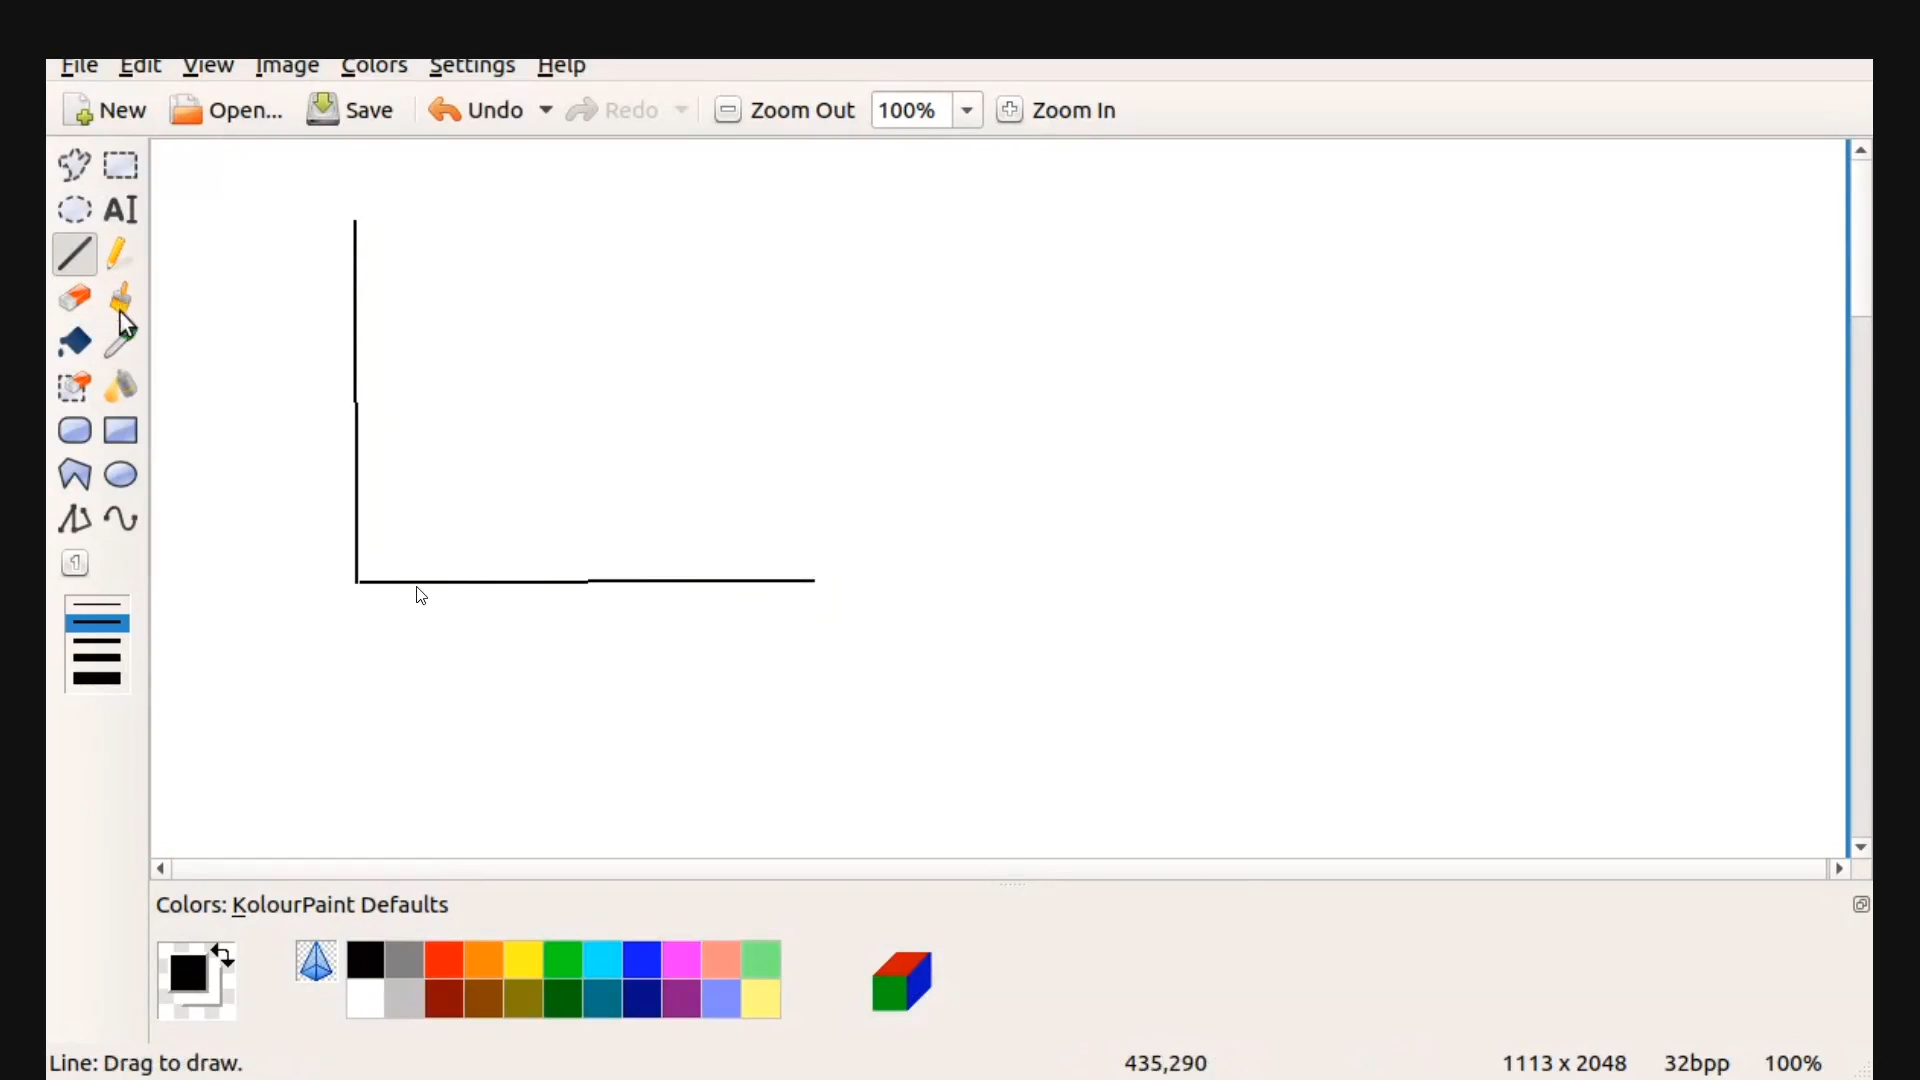 File Edit View Image Colors Settings Help
New Open... Save Undo Redo Zoom Out 100% Zoom In
AI
Colors: KolourPaint Defaults
Line: Drag to draw. 435,290 1113 x 2048 32bpp 100%